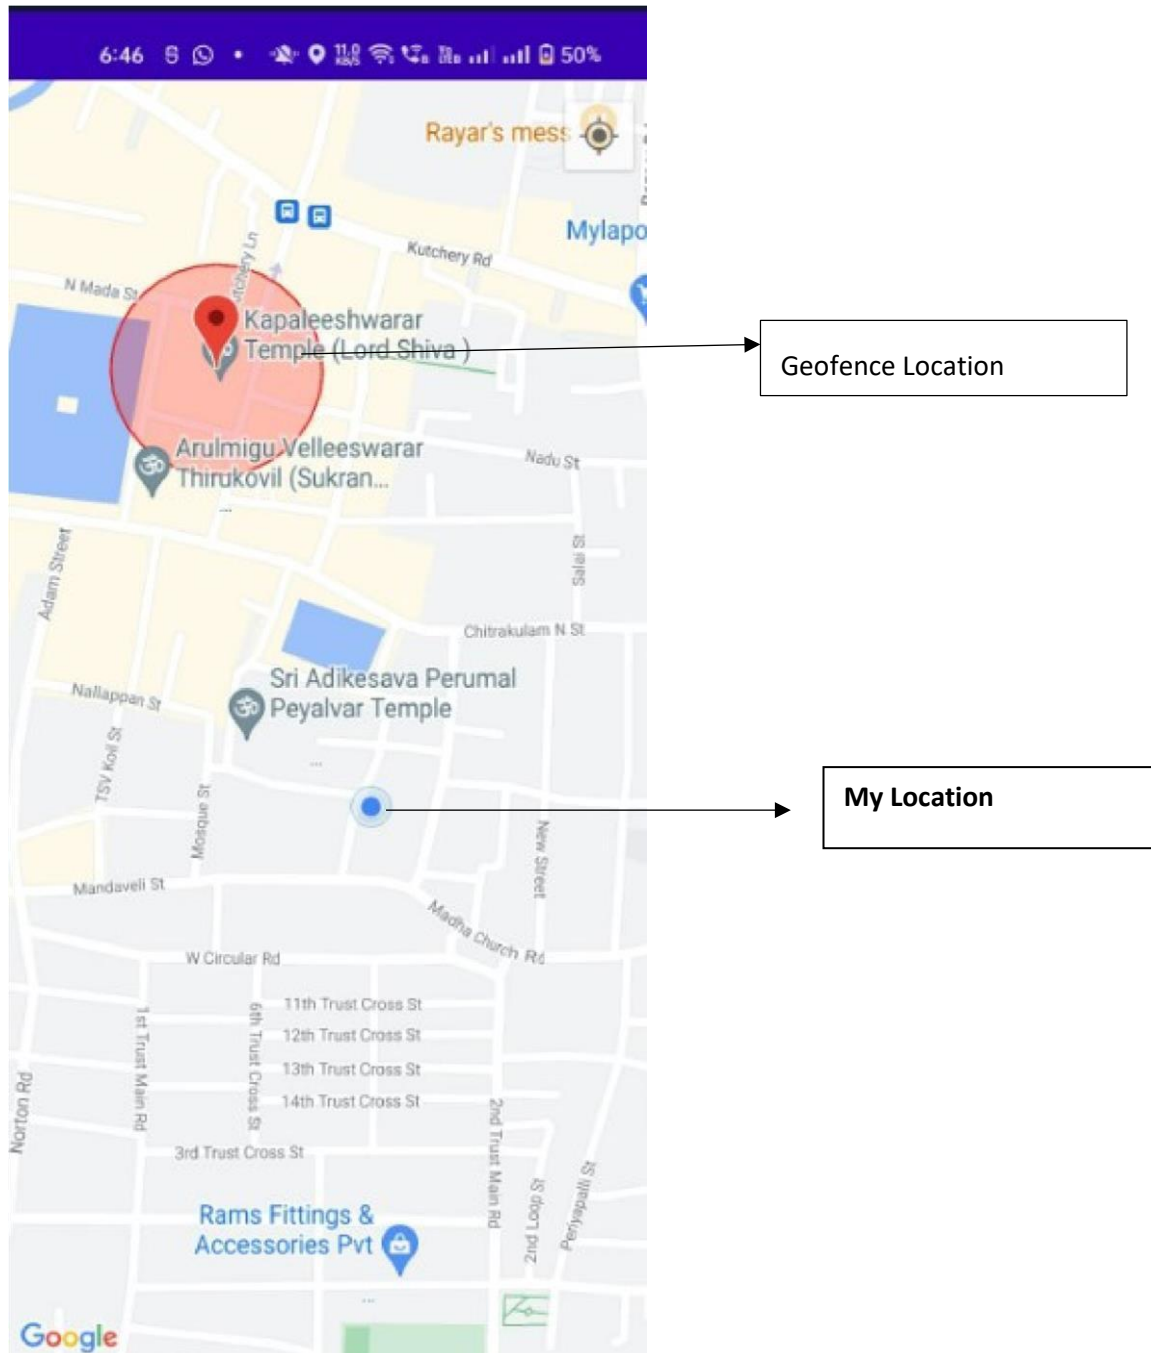 6:46
11.0
KB/S
50%
Rayar's mess
Mylapo
Kutchery Rd
utchery Ln
N Mada St
Kapaleeshwarar
Temple (Lord Shiva )
Geofence Location
Arulmigu Velleeswarar
Thirukovil (Sukran...
...
Nadu St
Salai St
Adam Street
Chitrakulam N St
Sri Adikesava Perumal
Peyalvar Temple
Nallappan St
...
TSV Koil St
Mosque St
My Location
New Street
Mandaveli St
Madha Church Rd
W Circular Rd
11th Trust Cross St
12th Trust Cross St
13th Trust Cross St
14th Trust Cross St
1st Trust Main Rd
6th Trust Cross St
Norton Rd
2nd Trust Main Rd
3rd Trust Cross St
Periyapalli St
2nd Loop St
Rams Fittings &
Accessories Pvt
...
Google